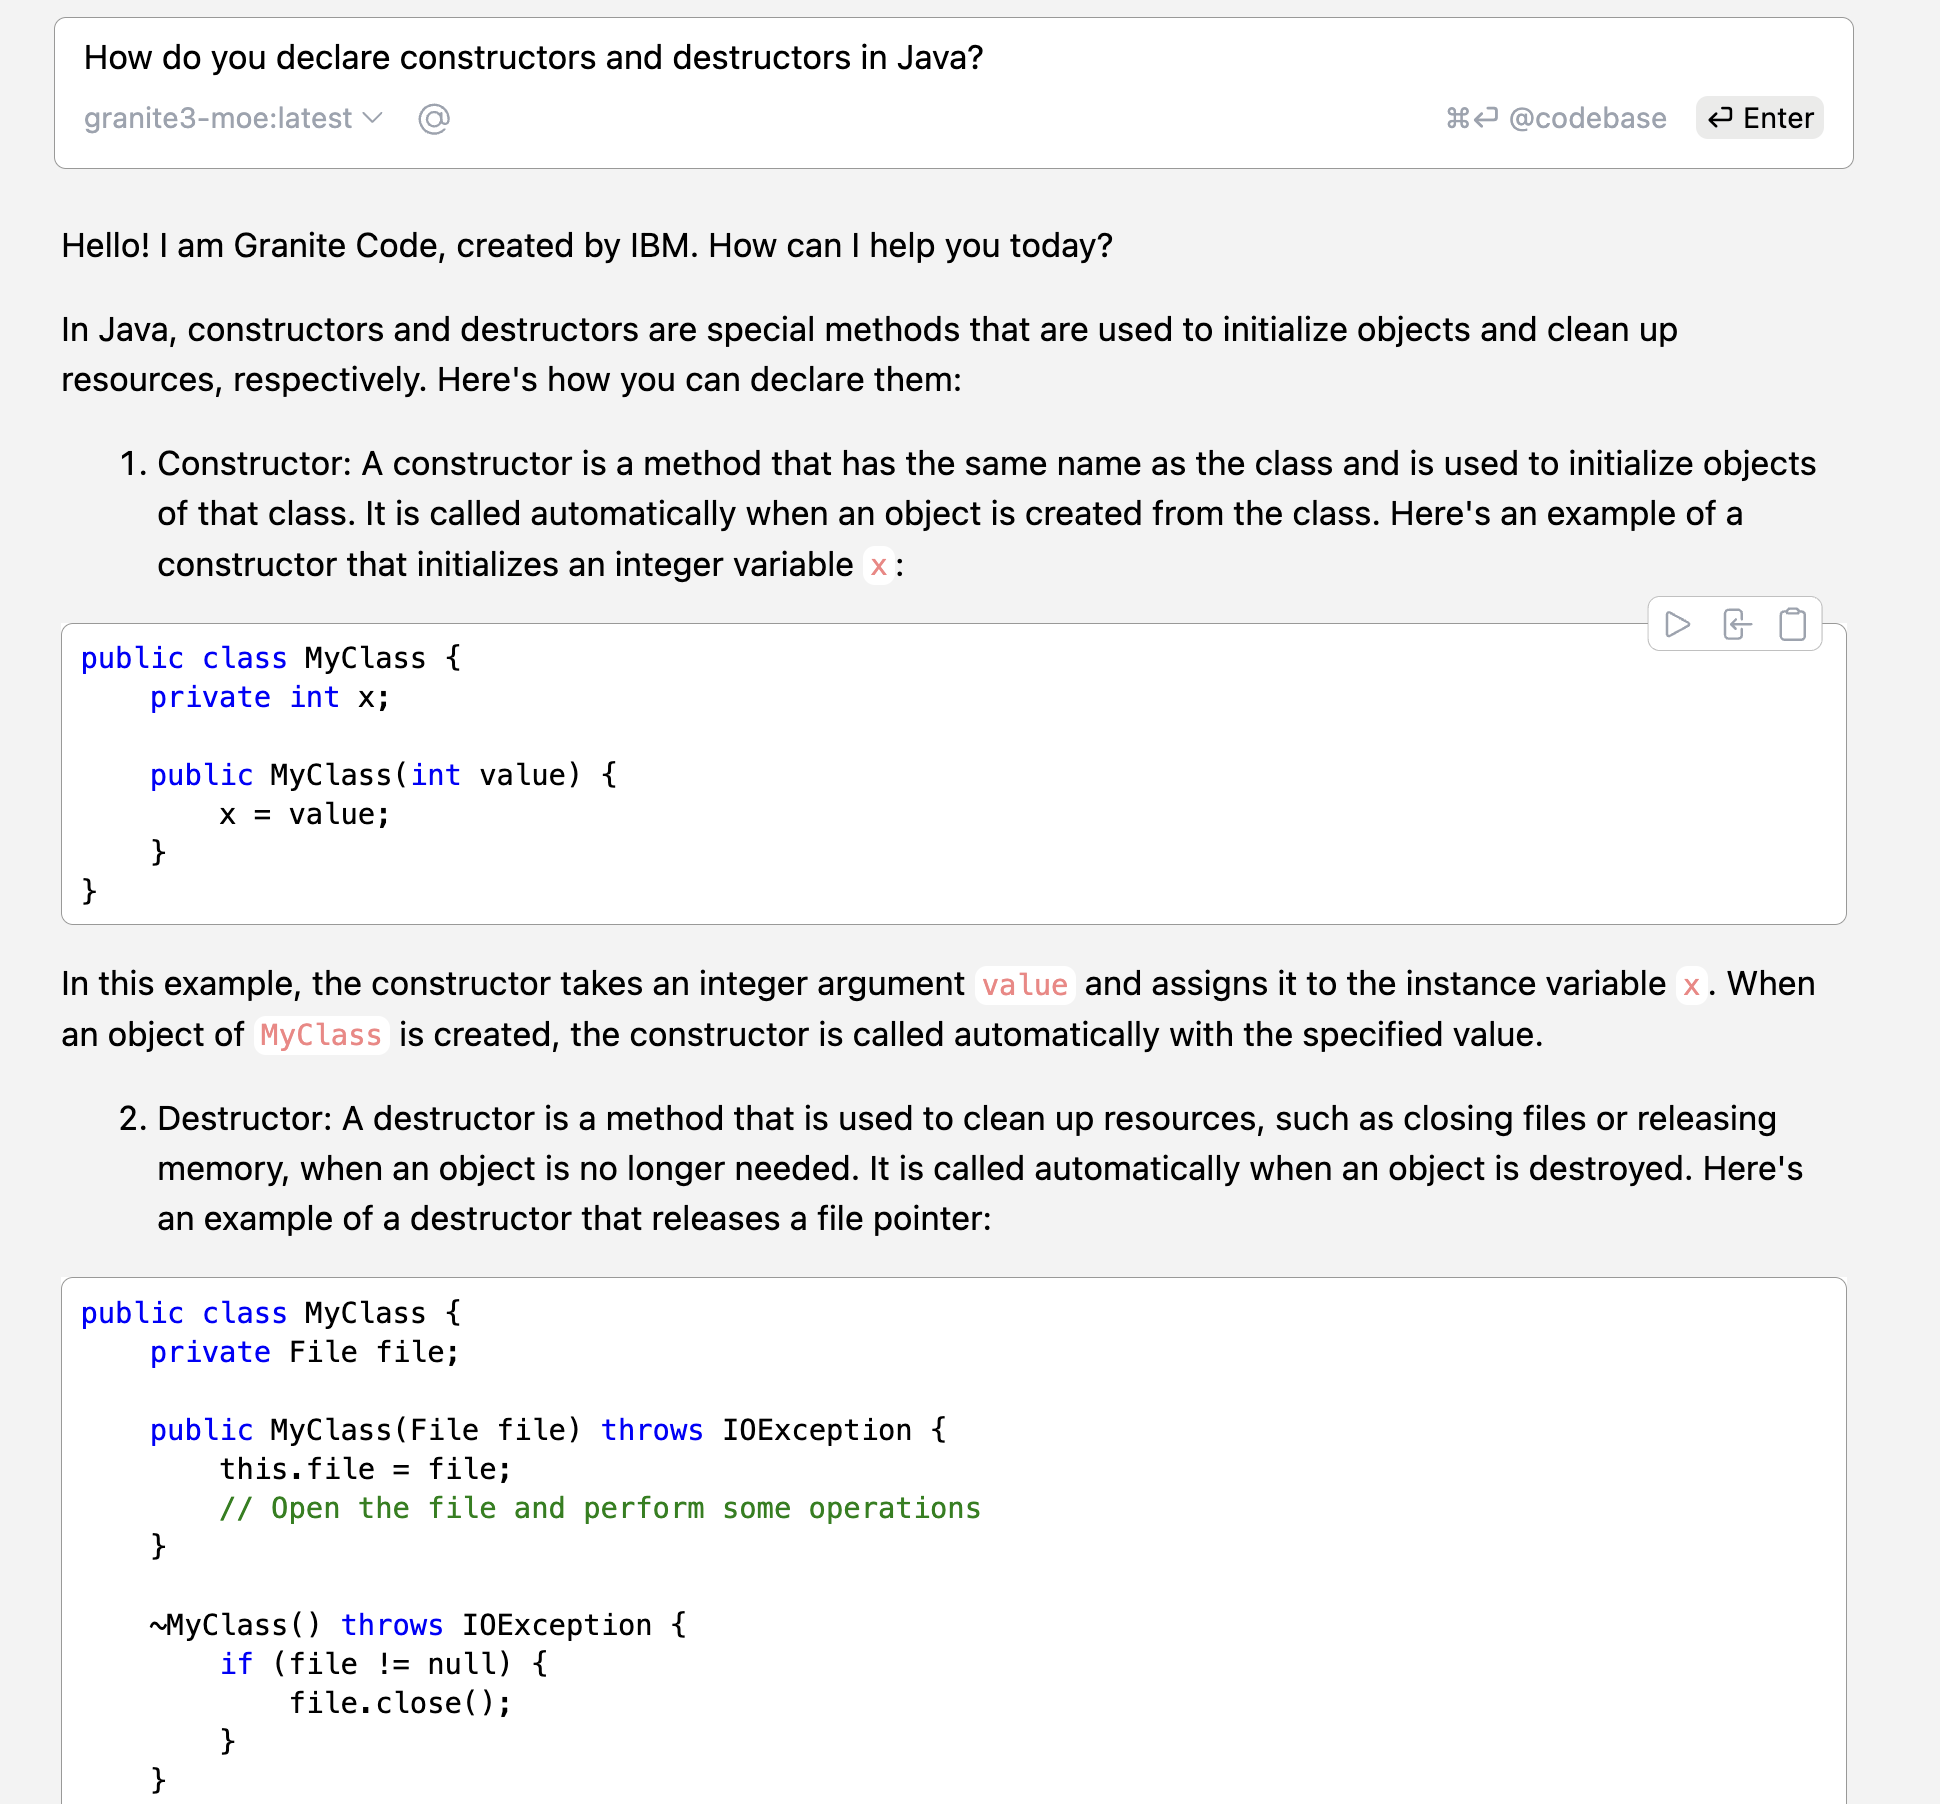 How do you declare constructors and destructors in Java?
granite3-moe:latest @ ⌘⏎ @codebase ⏎ Enter
Hello! I am Granite Code, created by IBM. How can I help you today?
In Java, constructors and destructors are special methods that are used to initialize objects and clean up
resources, respectively. Here's how you can declare them:
1. Constructor: A constructor is a method that has the same name as the class and is used to initialize objects
of that class. It is called automatically when an object is created from the class. Here's an example of a
constructor that initializes an integer variable x:
public class MyClass {
    private int x;

    public MyClass(int value) {
        x = value;
    }
}
In this example, the constructor takes an integer argument value and assigns it to the instance variable x. When
an object of MyClass is created, the constructor is called automatically with the specified value.
2. Destructor: A destructor is a method that is used to clean up resources, such as closing files or releasing
memory, when an object is no longer needed. It is called automatically when an object is destroyed. Here's
an example of a destructor that releases a file pointer:
public class MyClass {
    private File file;

    public MyClass(File file) throws IOException {
        this.file = file;
        // Open the file and perform some operations
    }

    ~MyClass() throws IOException {
        if (file != null) {
            file.close();
        }
    }